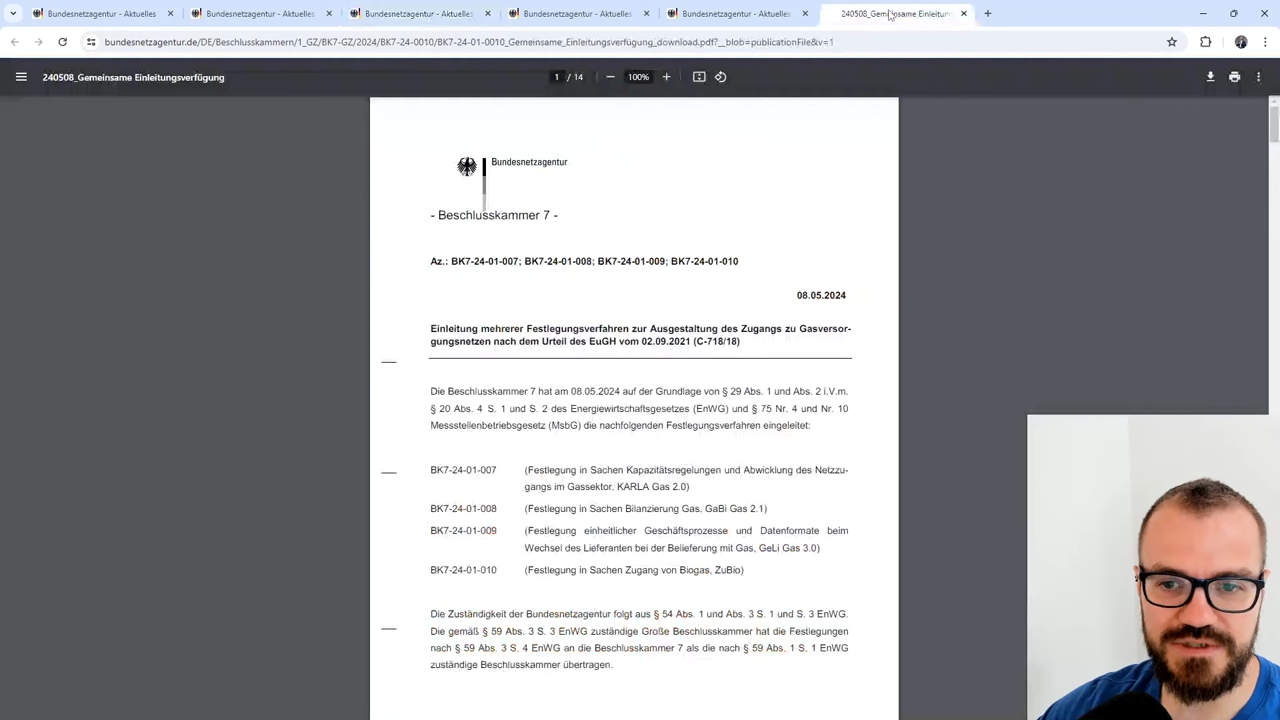 Bundesnetzagentur - Aktuelles
Bundesnetzagentur - Aktuelles
Bundesnetzagentur - Aktuelles
Bundesnetzagentur - Aktuelles
Bundesnetzagentur - Aktuelles
240508_Gemeinsame Einleitung
bundesnetzagentur.de/DE/Beschlusskammern/1_GZ/BK7-GZ/2024/BK7-24-0010/BK7-24-01-0010_Gemeinsame_Einleitungsverfügung_download.pdf?__blob=publicationFile&v=1
240508_Gemeinsame Einleitungsverfügung
1 / 14
100%
Bundesnetzagentur
- Beschlusskammer 7 -
Az.: BK7-24-01-007; BK7-24-01-008; BK7-24-01-009; BK7-24-01-010
08.05.2024
Einleitung mehrerer Festlegungsverfahren zur Ausgestaltung des Zugangs zu Gasversor-
gungsnetzen nach dem Urteil des EuGH vom 02.09.2021 (C-718/18)
Die Beschlusskammer 7 hat am 08.05.2024 auf der Grundlage von § 29 Abs. 1 und Abs. 2 i.V.m.
§ 20 Abs. 4 S. 1 und S. 2 des Energiewirtschaftsgesetzes (EnWG) und § 75 Nr. 4 und Nr. 10
Messstellenbetriebsgesetz (MsbG) die nachfolgenden Festlegungsverfahren eingeleitet:
BK7-24-01-007 (Festlegung in Sachen Kapazitätsregelungen und Abwicklung des Netzzu-
gangs im Gassektor, KARLA Gas 2.0)
BK7-24-01-008 (Festlegung in Sachen Bilanzierung Gas, GaBi Gas 2.1)
BK7-24-01-009 (Festlegung einheitlicher Geschäftsprozesse und Datenformate beim
Wechsel des Lieferanten bei der Belieferung mit Gas, GeLi Gas 3.0)
BK7-24-01-010 (Festlegung in Sachen Zugang von Biogas, ZuBio)
Die Zuständigkeit der Bundesnetzagentur folgt aus § 54 Abs. 1 und Abs. 3 S. 1 und S. 3 EnWG.
Die gemäß § 59 Abs. 3 S. 3 EnWG zuständige Große Beschlusskammer hat die Festlegungen
nach § 59 Abs. 3 S. 4 EnWG an die Beschlusskammer 7 als die nach § 59 Abs. 1 S. 1 EnWG
zuständige Beschlusskammer übertragen.